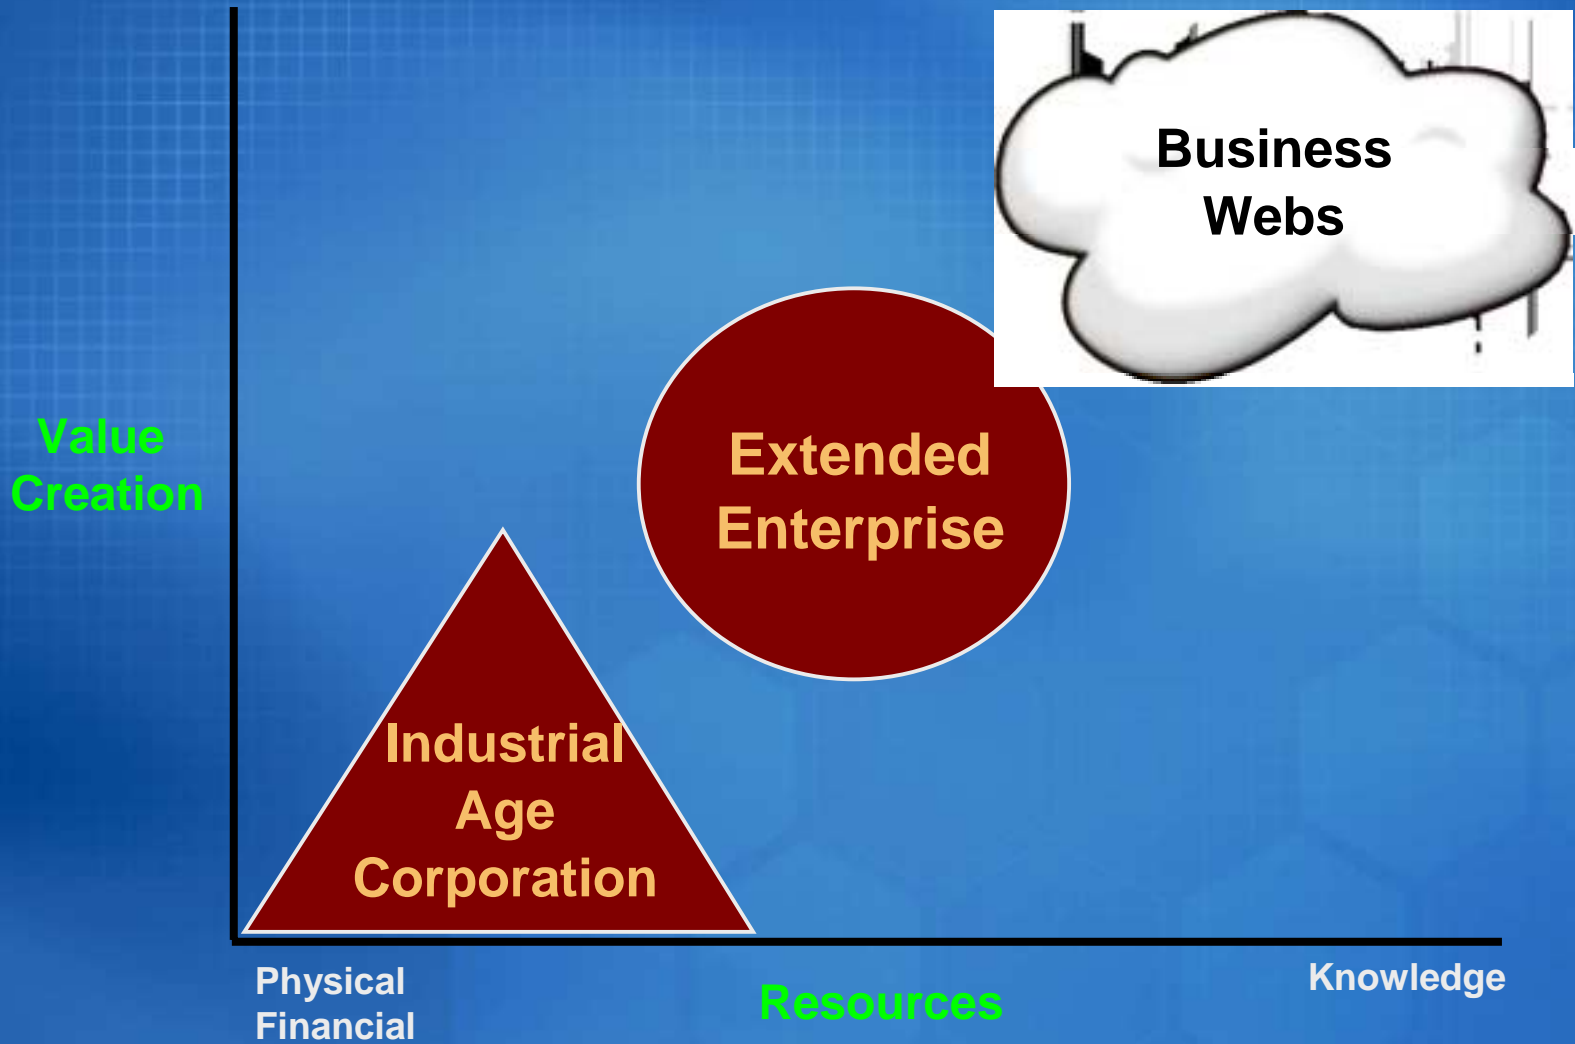 Business
Webs
Value
Creation
Extended
Enterprise
Industrial
Age
Corporation
Physical
Financial
Resources
Knowledge